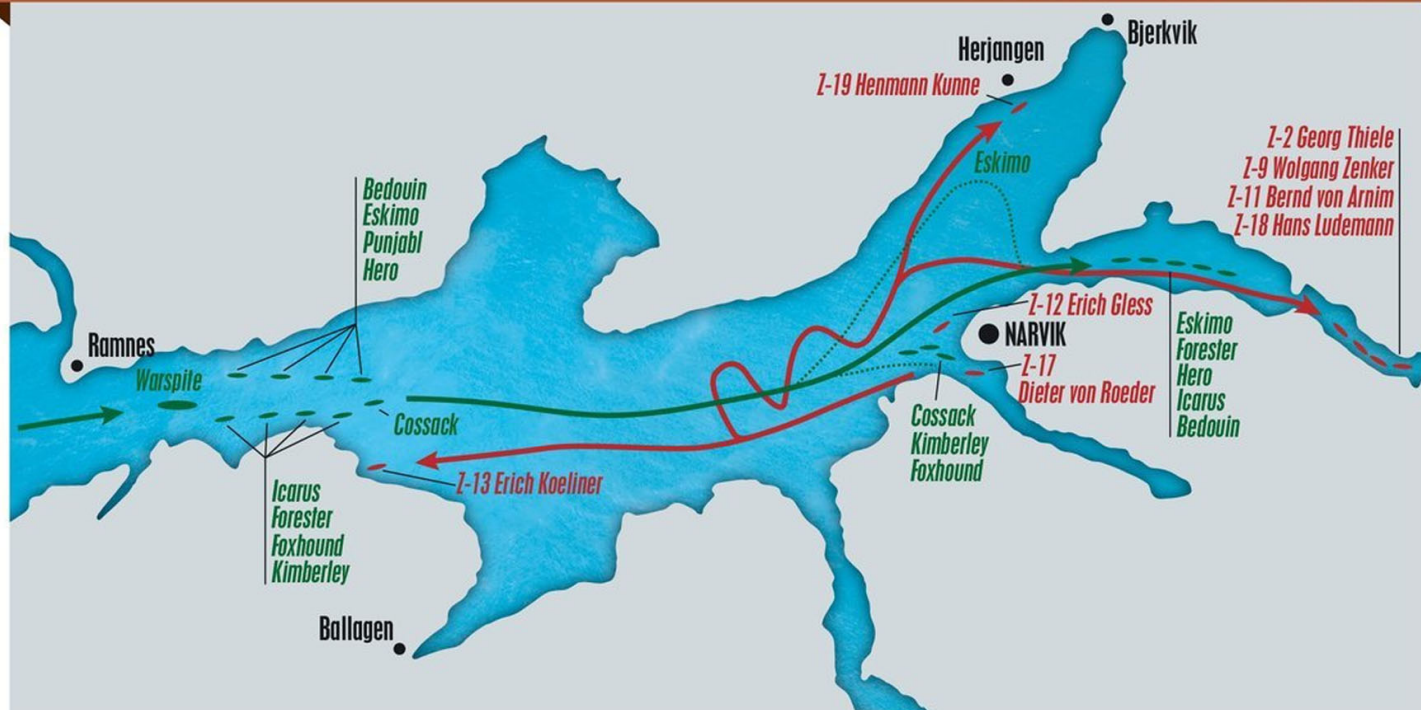 Bjerkvik
Herjangen
Z-19 Henmann Kunne
Eskimo
Z-2 Georg Thiele
Z-9 Wolgang Zenker
Z-11 Bernd von Arnim
Z-18 Hans Ludemann
Bedouin
Eskimo
Punjabl
Hero
Ramnes
Warspite
Cossack
Z-12 Erich Gless
NARVIK
Z-17
Dieter von Roeder
Eskimo
Forester
Hero
Icarus
Bedouin
Cossack
Kimberley
Foxhound
Z-13 Erich Koeliner
Icarus
Forester
Foxhound
Kimberley
Ballagen